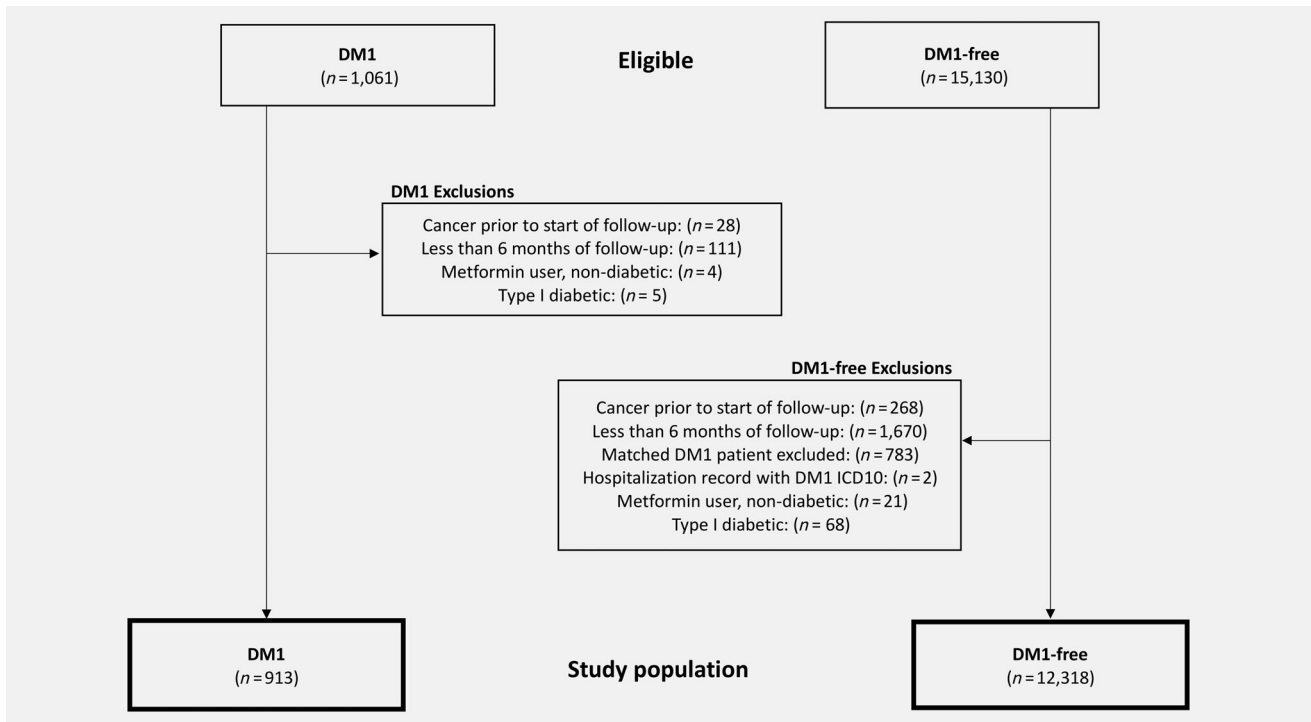 DM1
(n = 1,061)
Eligible
DM1-free
(n = 15,130)
DM1 Exclusions
Cancer prior to start of follow-up: (n = 28)
Less than 6 months of follow-up: (n = 111)
Metformin user, non-diabetic: (n = 4)
Type I diabetic: (n = 5)
DM1-free Exclusions
Cancer prior to start of follow-up: (n = 268)
Less than 6 months of follow-up: (n = 1,670)
Matched DM1 patient excluded: (n = 783)
Hospitalization record with DM1 ICD10: (n = 2)
Metformin user, non-diabetic: (n = 21)
Type I diabetic: (n = 68)
DM1
(n = 913)
Study population
DM1-free
(n = 12,318)